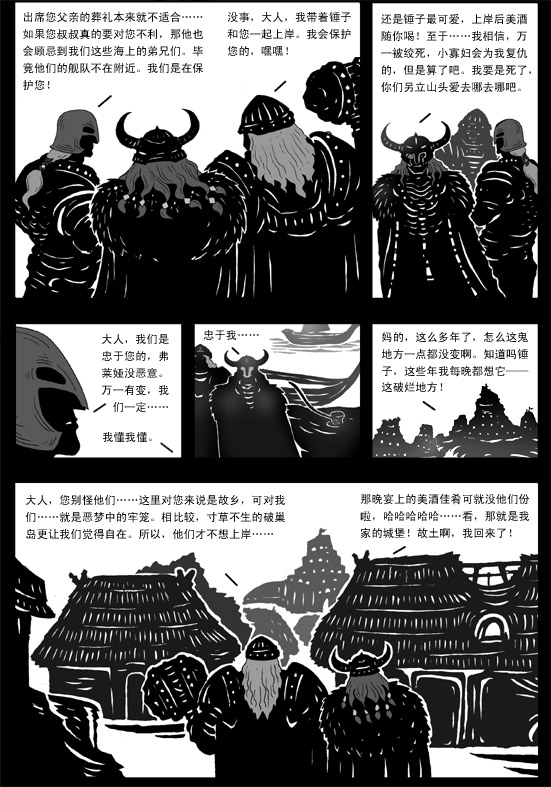 出席您父亲的葬礼本来就不适合……
如果您叔叔真的要对您不利，那他也
会顾忌到我们这些海上的弟兄们。毕
竟他们的舰队不在附近。我们是在保
护您！
没事，大人，我带着锤子
和您一起上岸。我会保护
您的，嘿嘿！
还是锤子最可爱，上岸后美酒
随你喝！至于……我相信，万
一被绞死，小寡妇会为我复仇
的，但是算了吧。我要是死了，
你们另立山头爱去哪去哪吧。
大人，我们是
忠于您的，弗
莱娅没恶意。
万一有变，我
们一定……
我懂我懂。
忠于我……
妈的，这么多年了，怎么这鬼
地方一点都没变啊。知道吗锤
子，这些年我每晚都想它——
这破烂地方！
大人，您别怪他们……这里对您来说是故乡，可对我
们……就是恶梦中的牢笼。相比较，寸草不生的破巢
岛更让我们觉得自在。所以，他们才不想上岸……
那晚宴上的美酒佳肴可就没他们份
啦，哈哈哈哈哈……看，那就是我
家的城堡！故土啊，我回来了！